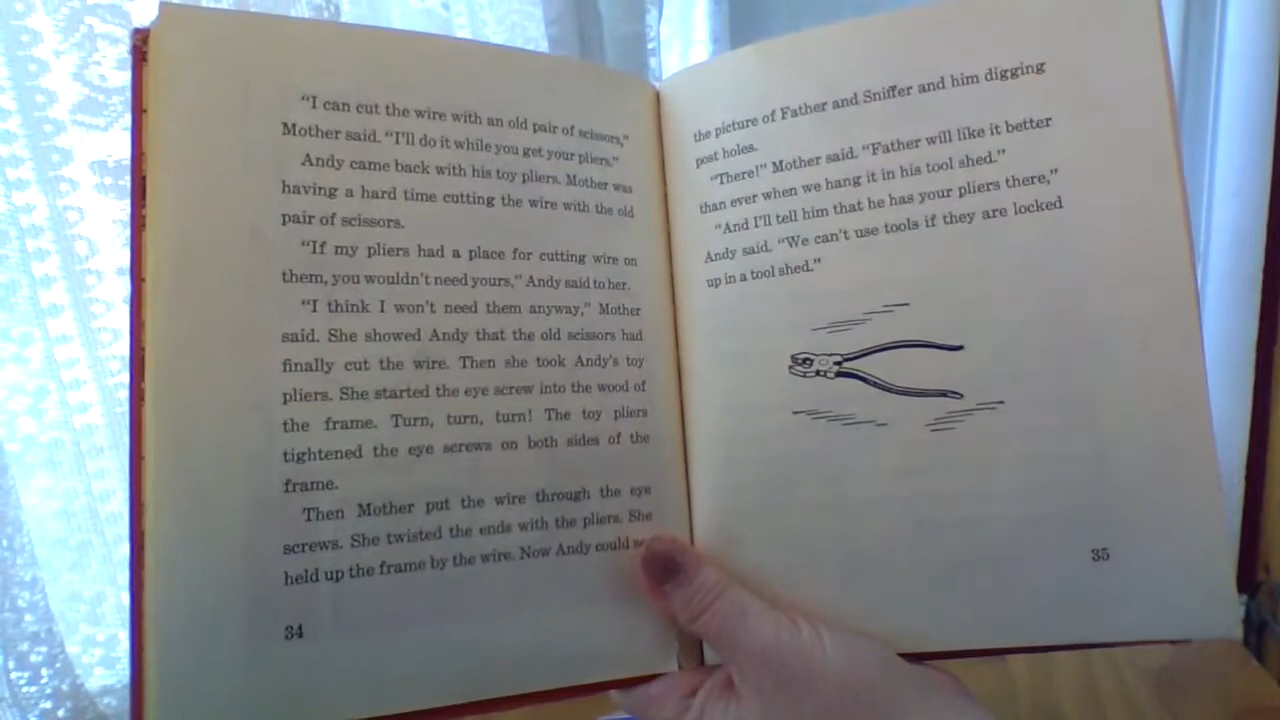 “I can cut the wire with an old pair of scissors,”
Mother said. “I'll do it while you get your pliers.”
Andy came back with his toy pliers. Mother was
having a hard time cutting the wire with the old
pair of scissors.
“If my pliers had a place for cutting wire on
them, you wouldn't need yours,” Andy said to her.
“I think I won't need them anyway,” Mother
said. She showed Andy that the old scissors had
finally cut the wire. Then she took Andy's toy
pliers. She started the eye screw into the wood of
the frame. Turn, turn, turn! The toy pliers
tightened the eye screws on both sides of the
frame.
Then Mother put the wire through the eye
screws. She twisted the ends with the pliers. She
held up the frame by the wire. Now Andy could
34
the picture of Father and Sniffer and him digging
post holes.
“There!” Mother said. “Father will like it better
than ever when we hang it in his tool shed.”
“And I'll tell him that he has your pliers there,”
Andy said. “We can't use tools if they are locked
up in a tool shed.”
35